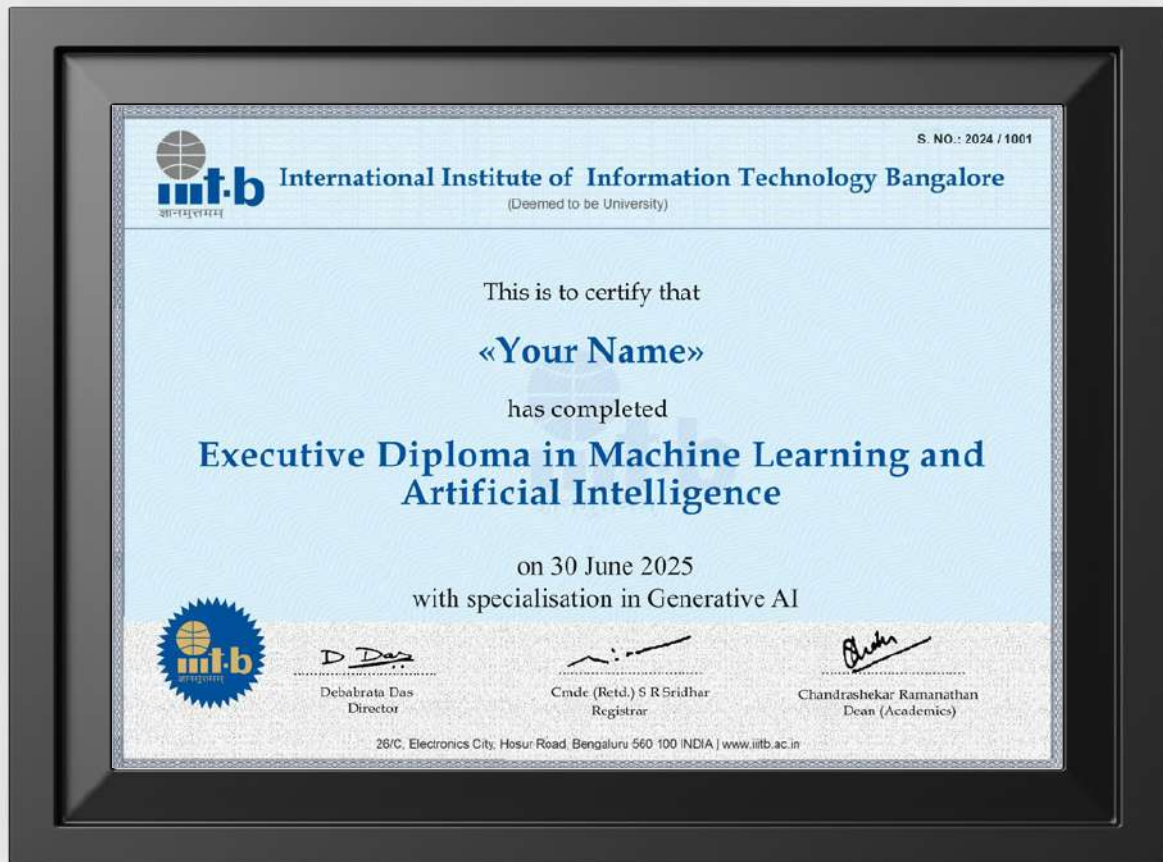 S. NO.: 2024 / 1001
iiit-b
ज्ञानमुत्तमम्
International Institute of Information Technology Bangalore
(Deemed to be University)
This is to certify that
«Your Name»
has completed
Executive Diploma in Machine Learning and
Artificial Intelligence
on 30 June 2025
with specialisation in Generative AI
iiit-b
ज्ञानमुत्तमम्
D Das
Debabrata Das
Director
Cmde (Retd.) S R Sridhar
Registrar
Chandrashekar Ramanathan
Dean (Academics)
26/C, Electronics City, Hosur Road, Bengaluru 560 100 INDIA | www.iiitb.ac.in